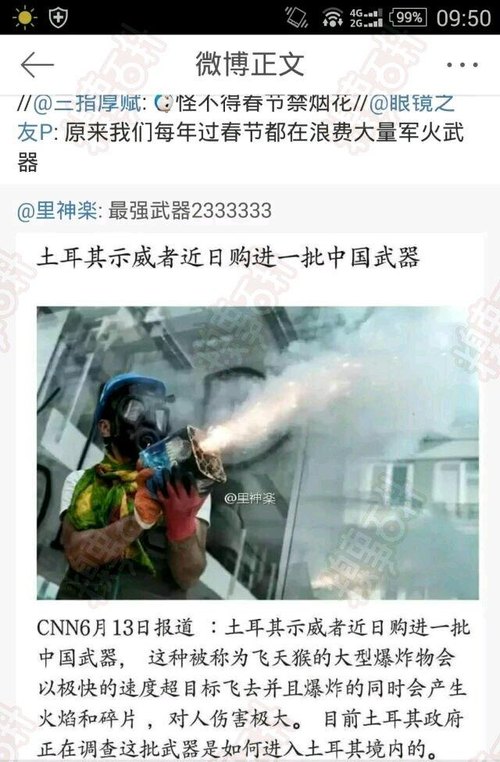 4G
2G
99%
09:50
微博正文
//@三指厚赋: 怪不得春节禁烟花//@眼镜之
友P: 原来我们每年过春节都在浪费大量军火武
器
@里神楽: 最强武器2333333
土耳其示威者近日购进一批中国武器
@里神楽
CNN6月13日报道 ：土耳其示威者近日购进一批
中国武器， 这种被称为飞天猴的大型爆炸物会
以极快的速度超目标飞去并且爆炸的同时会产生
火焰和碎片 ，对人伤害极大。 目前土耳其政府
正在调查这批武器是如何进入土耳其境内的。